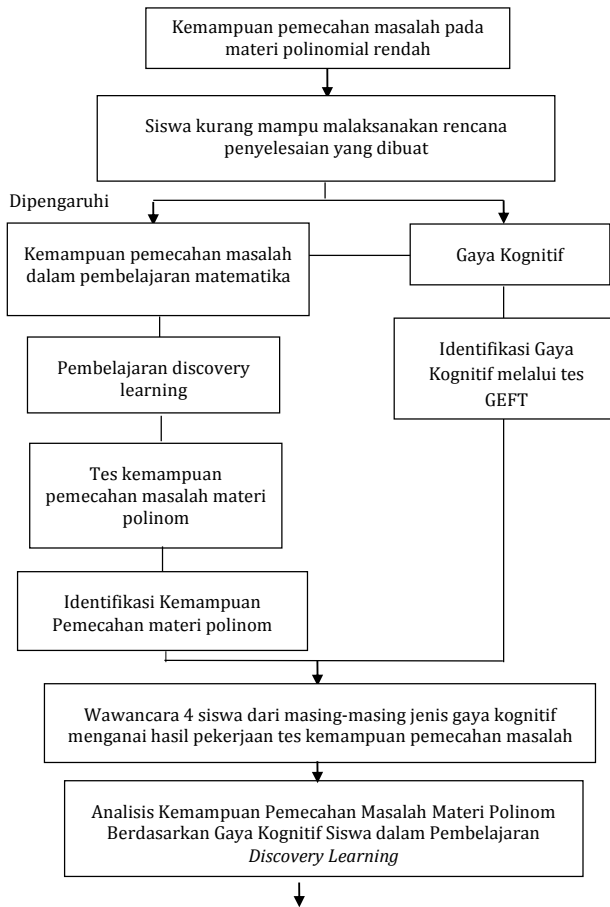 Kemampuan pemecahan masalah pada
materi polinomial rendah
Siswa kurang mampu malaksanakan rencana
penyelesaian yang dibuat
Dipengaruhi
Kemampuan pemecahan masalah
dalam pembelajaran matematika
Gaya Kognitif
Pembelajaran discovery
learning
Identifikasi Gaya
Kognitif melalui tes
GEFT
Tes kemampuan
pemecahan masalah materi
polinom
Identifikasi Kemampuan
Pemecahan materi polinom
Wawancara 4 siswa dari masing-masing jenis gaya kognitif
menganai hasil pekerjaan tes kemampuan pemecahan masalah
Analisis Kemampuan Pemecahan Masalah Materi Polinom
Berdasarkan Gaya Kognitif Siswa dalam Pembelajaran
Discovery Learning